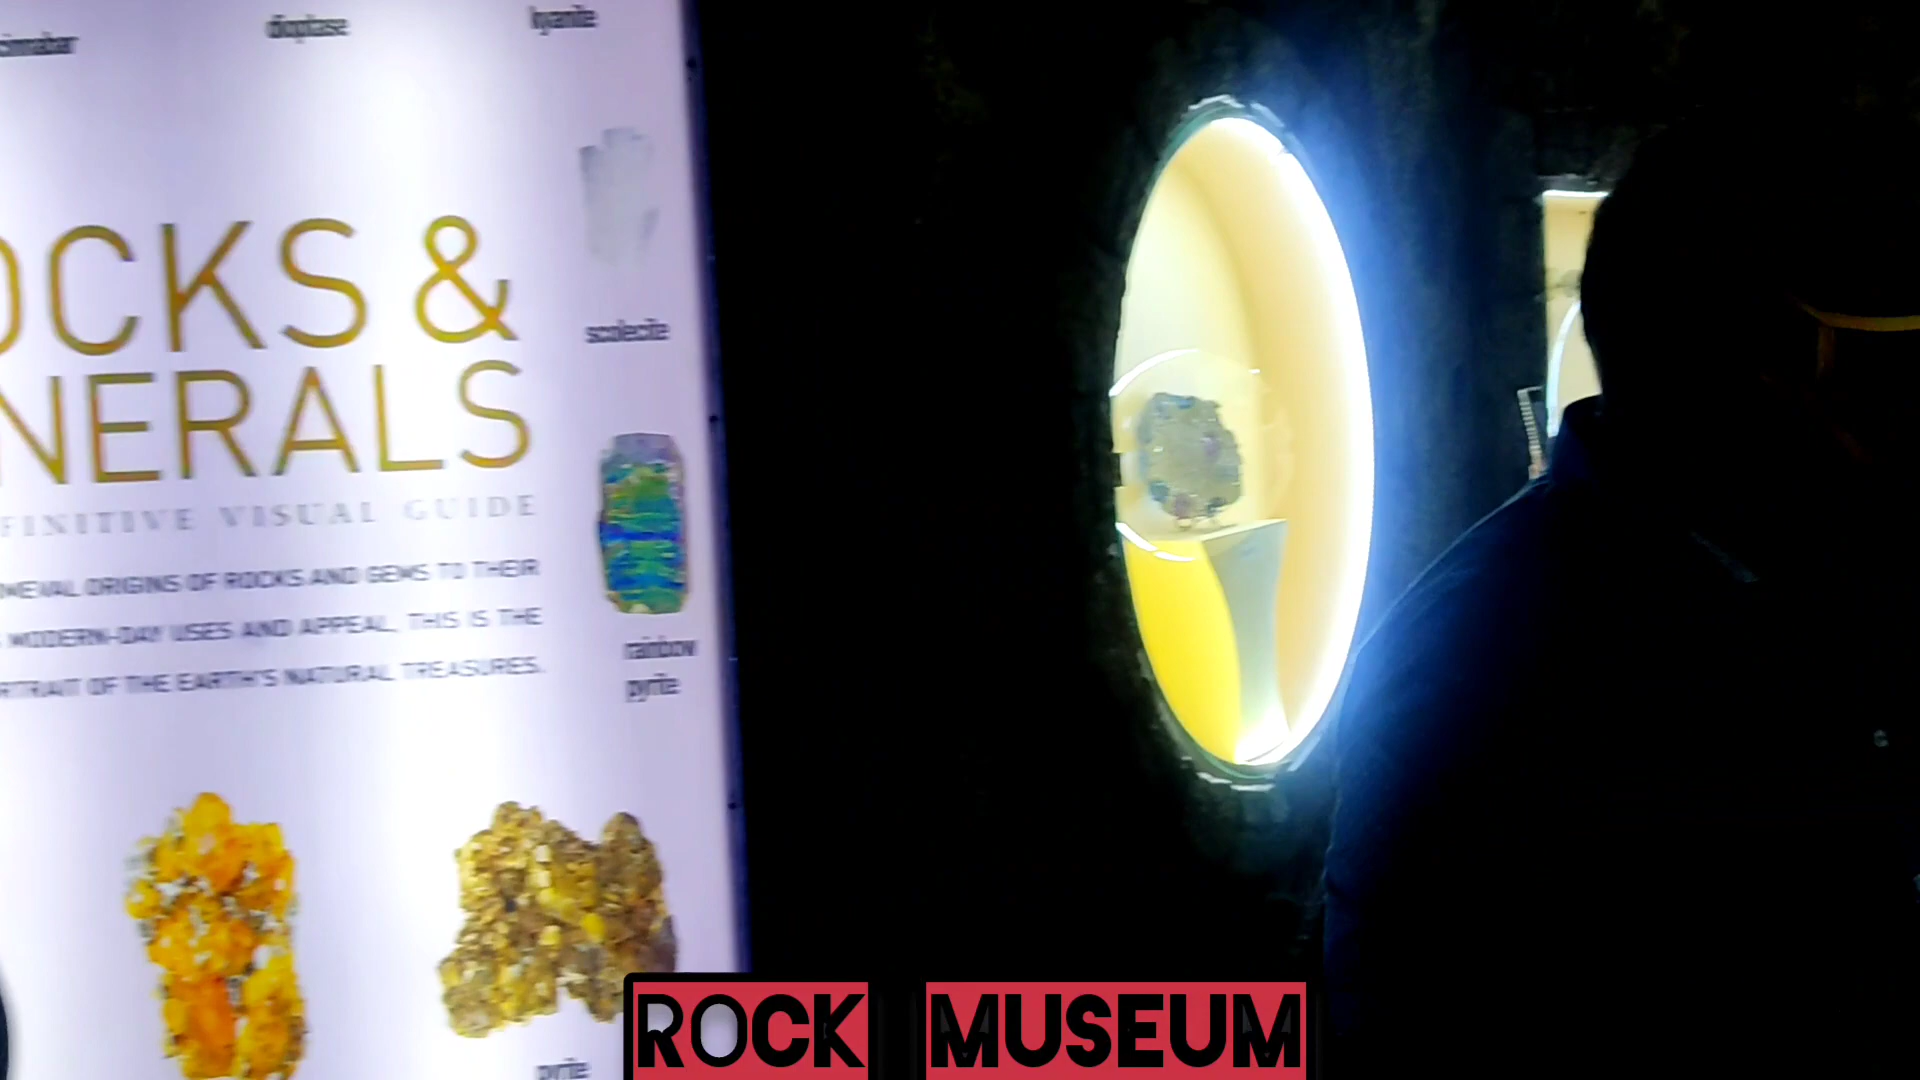 cinnabar dioptase kyanite
OCKS &
NERALS
FINITIVE VISUAL GUIDE
MEVAL ORIGINS OF ROCKS AND GEMS TO THEIR
MODERN-DAY USES AND APPEAL, THIS IS THE
RTRAIT OF THE EARTH'S NATURAL TREASURES.
scolecite
rainbow
pyrite
pyrite
ROCK MUSEUM